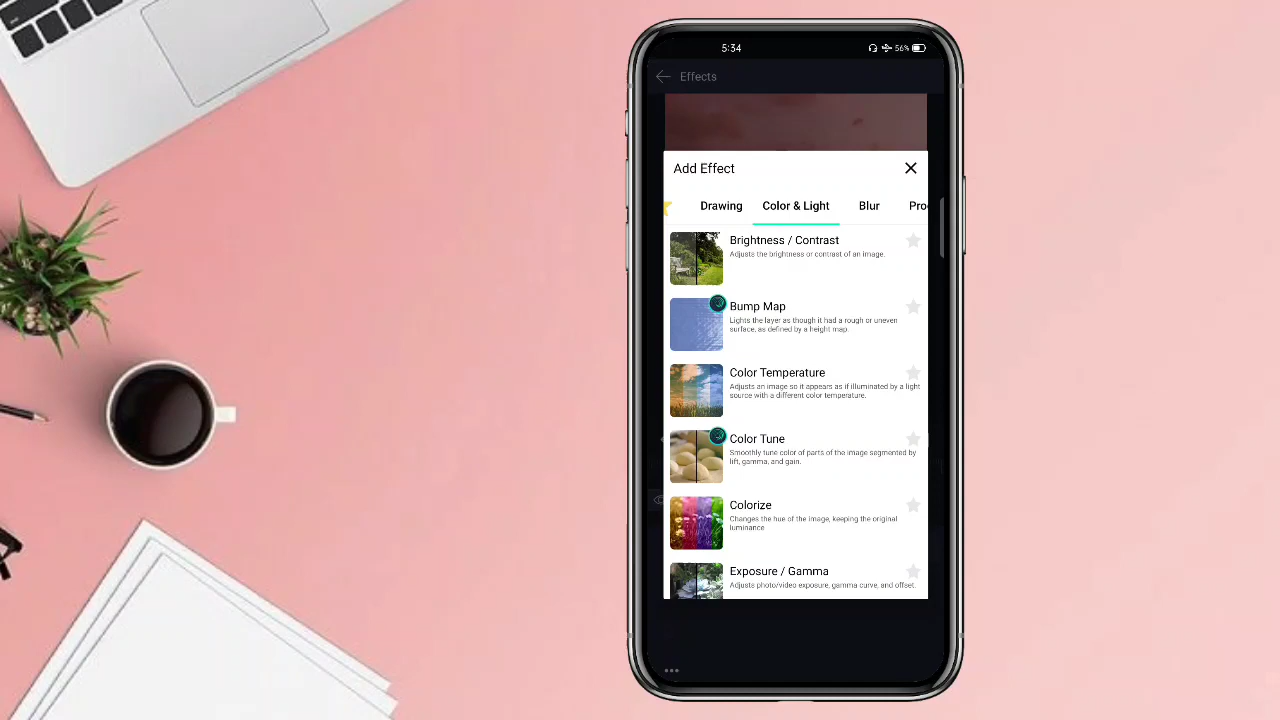 5:34
56%
Effects
Add Effect
Drawing
Color & Light
Blur
Pro
Brightness / Contrast
Adjusts the brightness or contrast of an image.
Bump Map
Lights the layer as though it had a rough or uneven
surface, as defined by a height map.
Color Temperature
Adjusts an image so it appears as if illuminated by a light
source with a different color temperature.
Color Tune
Smoothly tune color of parts of the image segmented by
lift, gamma, and gain.
Colorize
Changes the hue of the image, keeping the original
luminance
Exposure / Gamma
Adjusts photo/video exposure, gamma curve, and offset.